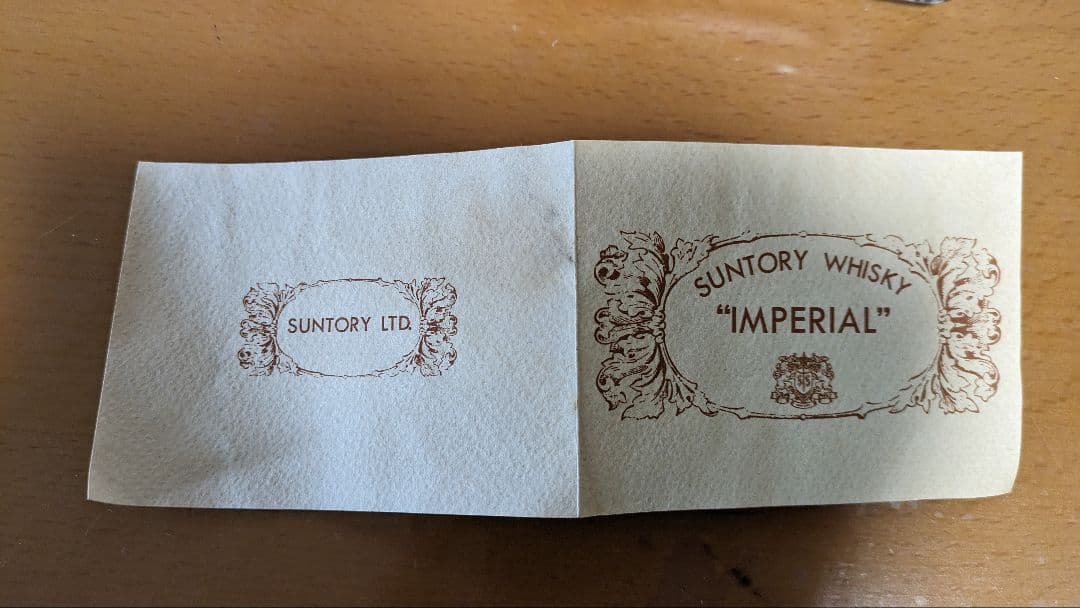 SUNTORY LTD.
SUNTORY WHISKY
“IMPERIAL”